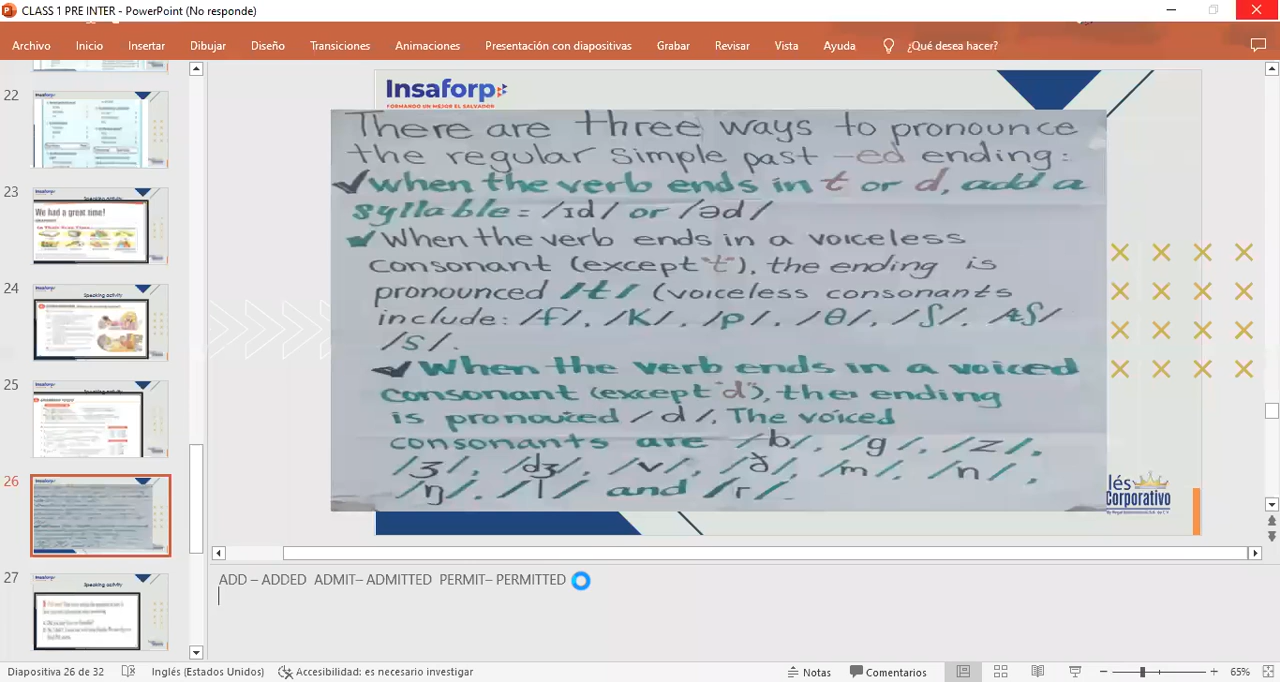 CLASS 1 PRE INTER - PowerPoint (No responde)
Archivo Inicio Insertar Dibujar Diseño Transiciones Animaciones Presentación con diapositivas Grabar Revisar Vista Ayuda ¿Qué desea hacer?
22
23
We had a great time!
24
25
26
27
Insaforp
FORMANDO UN MEJOR EL SALVADOR
There are three ways to pronounce
the regular simple past -ed ending:
✓When the verb ends in t or d, add a
syllable = /ɪd/ or /əd/
✓When the verb ends in a voiceless
consonant (except "t"), the ending is
pronounced /t/ (voiceless consonants
include: /f/, /k/, /p/, /θ/, /ʃ/, /tʃ/
/s/.
✓When the verb ends in a voiced
consonant (except "d"), the ending
is pronuced /d/. The voiced
consonants are /b/, /g/, /z/,
/ʒ/, /dʒ/, /v/, /ð/, /m/, /n/,
/ŋ/, /l/ and /r/.
lés
Corporativo
ADD – ADDED ADMIT– ADMITTED PERMIT– PERMITTED
Diapositiva 26 de 32 Inglés (Estados Unidos) Accesibilidad: es necesario investigar Notas Comentarios 65%